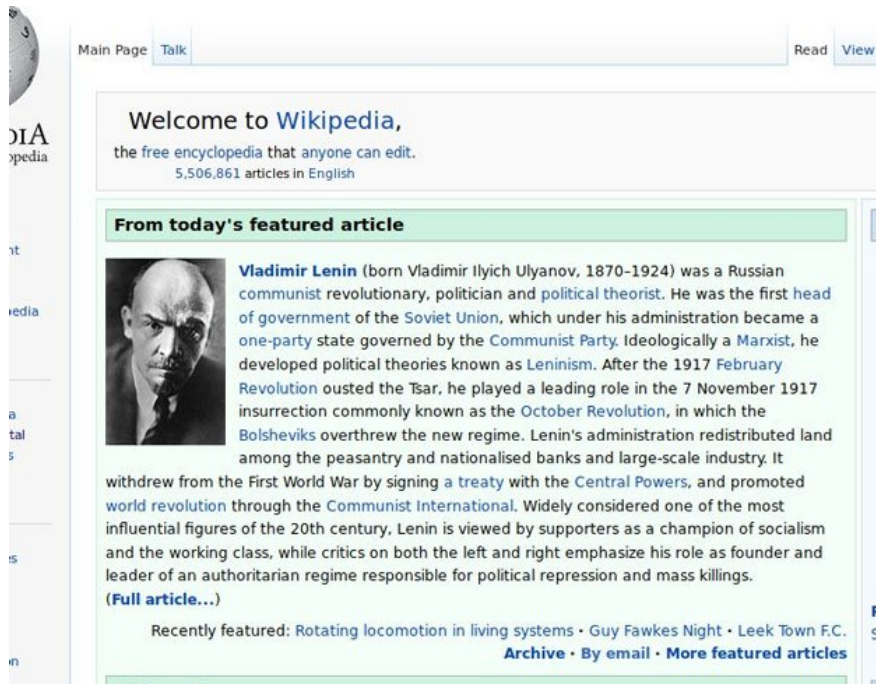 DIA
opedia
Main Page Talk Read View
Welcome to Wikipedia,
the free encyclopedia that anyone can edit.
5,506,861 articles in English
From today's featured article
Vladimir Lenin (born Vladimir Ilyich Ulyanov, 1870–1924) was a Russian
communist revolutionary, politician and political theorist. He was the first head
of government of the Soviet Union, which under his administration became a
one-party state governed by the Communist Party. Ideologically a Marxist, he
developed political theories known as Leninism. After the 1917 February
Revolution ousted the Tsar, he played a leading role in the 7 November 1917
insurrection commonly known as the October Revolution, in which the
Bolsheviks overthrew the new regime. Lenin's administration redistributed land
among the peasantry and nationalised banks and large-scale industry. It
withdrew from the First World War by signing a treaty with the Central Powers, and promoted
world revolution through the Communist International. Widely considered one of the most
influential figures of the 20th century, Lenin is viewed by supporters as a champion of socialism
and the working class, while critics on both the left and right emphasize his role as founder and
leader of an authoritarian regime responsible for political repression and mass killings.
(Full article...)
Recently featured: Rotating locomotion in living systems • Guy Fawkes Night • Leek Town F.C.
Archive • By email • More featured articles